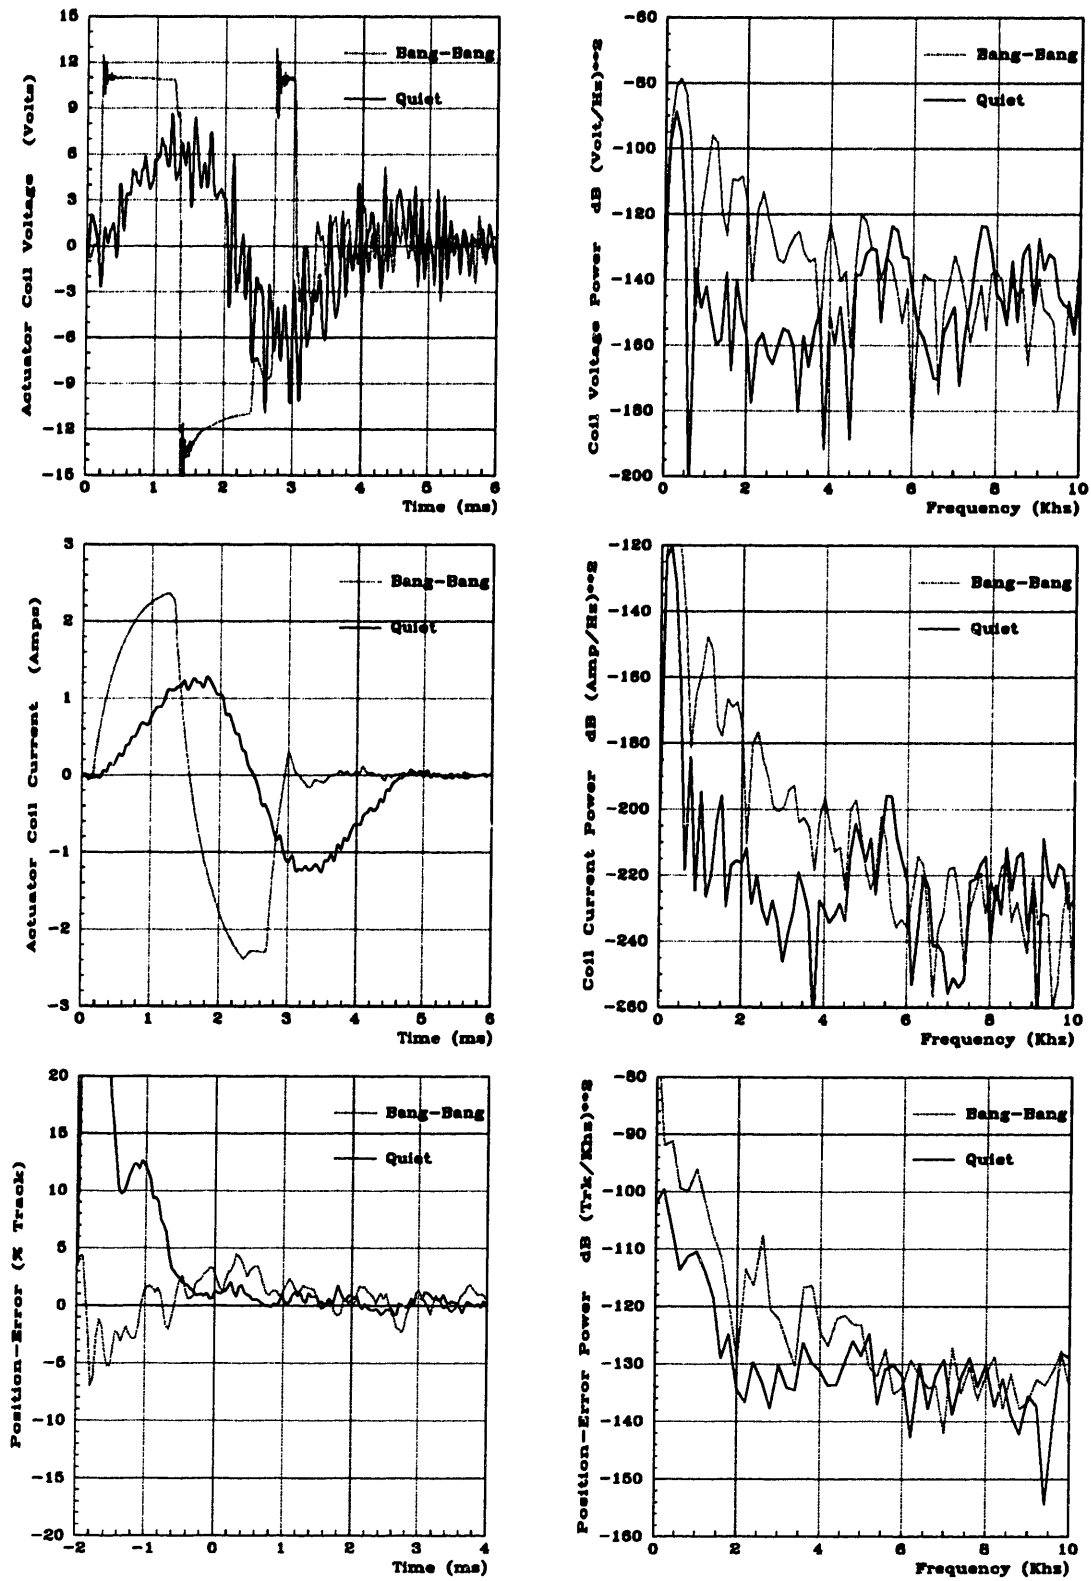 15
12
9
6
3
0
-3
-6
-9
-12
-15
Actuator Coil Voltage (Volts)
Bang-Bang
Quiet
0 1 2 3 4 5 6
Time (ms)
-60
-80
-100
-120
-140
-160
-180
-200
Coil Voltage Power dB (Volt/Hz)**2
Bang-Bang
Quiet
0 2 4 6 8 10
Frequency (Khz)
3
2
1
0
-1
-2
-3
Actuator Coil Current (Amps)
Bang-Bang
Quiet
0 1 2 3 4 5 6
Time (ms)
-120
-140
-160
-180
-200
-220
-240
-260
Coil Current Power dB (Amp/Hz)**2
Bang-Bang
Quiet
0 2 4 6 8 10
Frequency (Khz)
20
15
10
5
0
-5
-10
-15
-20
Position-Error (% Track)
Bang-Bang
Quiet
-2 -1 0 1 2 3 4
Time (ms)
-80
-90
-100
-110
-120
-130
-140
-150
-160
Position-Error Power dB (Trk/Khz)**2
Bang-Bang
Quiet
0 2 4 6 8 10
Frequency (Khz)